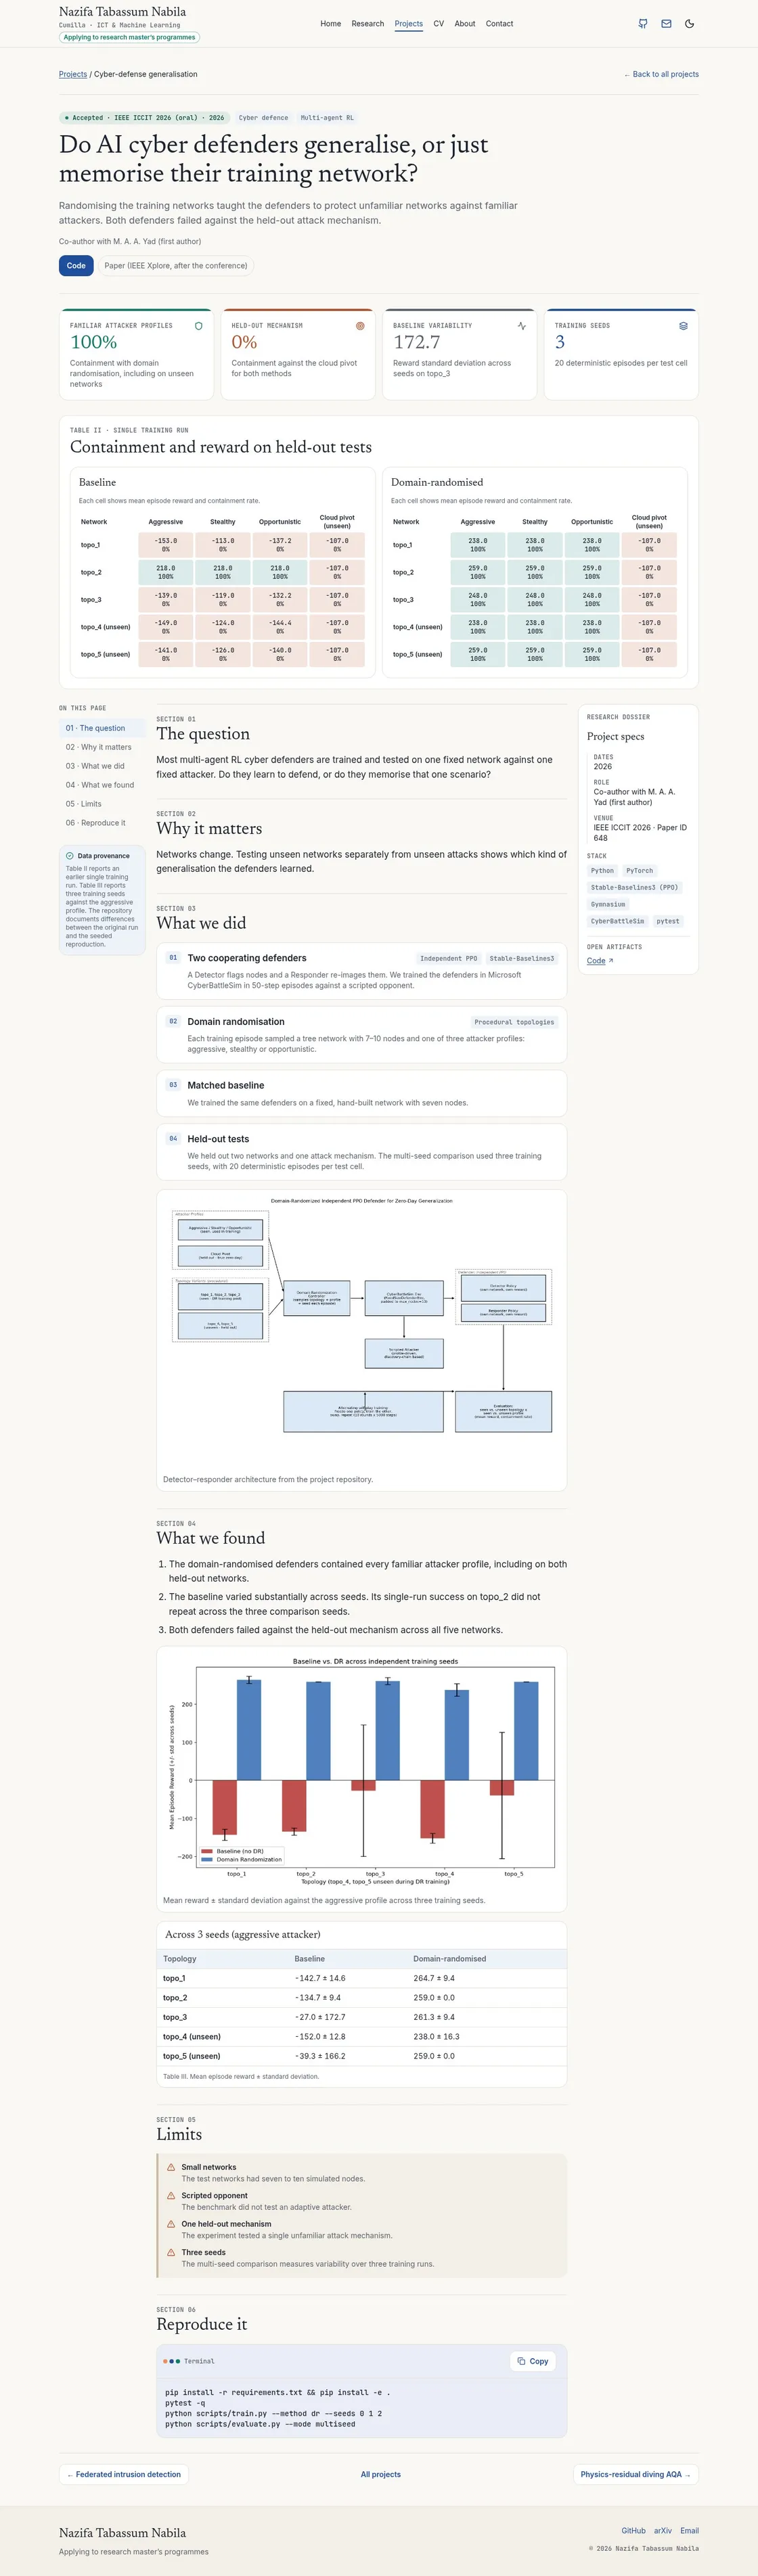 Nazifa Tabassum Nabila
Cumilla · ICT & Machine Learning
Applying to research master's programmes
Home Research Projects CV About Contact
Projects / Cyber-defense generalisation
← Back to all projects
Accepted · IEEE ICCIT 2026 (oral) · 2026 Cyber defence Multi-agent RL
Do AI cyber defenders generalise, or just
memorise their training network?
Randomising the training networks taught the defenders to protect unfamiliar networks against familiar
attackers. Both defenders failed against the held-out attack mechanism.
Co-author with M. A. A. Yad (first author)
Code Paper (IEEE Xplore, after the conference)
FAMILIAR ATTACKER PROFILES
100%
Containment with domain
randomisation, including on unseen
networks
HELD-OUT MECHANISM
0%
Containment against the cloud pivot
for both methods
BASELINE VARIABILITY
172.7
Reward standard deviation across
seeds on topo_3
TRAINING SEEDS
3
20 deterministic episodes per test cell
TABLE II · SINGLE TRAINING RUN
Containment and reward on held-out tests
Baseline
Each cell shows mean episode reward and containment rate.
Network Aggressive Stealthy Opportunistic Cloud pivot (unseen)
topo_1 -153.0 0% -113.0 0% -137.2 0% -107.0 0%
topo_2 218.0 100% 218.0 100% 218.0 100% -107.0 0%
topo_3 -139.0 0% -119.0 0% -132.2 0% -107.0 0%
topo_4 (unseen) -149.0 0% -124.0 0% -144.4 0% -107.0 0%
topo_5 (unseen) -141.0 0% -126.0 0% -140.0 0% -107.0 0%
Domain-randomised
Each cell shows mean episode reward and containment rate.
Network Aggressive Stealthy Opportunistic Cloud pivot (unseen)
topo_1 238.0 100% 238.0 100% 238.0 100% -107.0 0%
topo_2 259.0 100% 259.0 100% 259.0 100% -107.0 0%
topo_3 248.0 100% 248.0 100% 248.0 100% -107.0 0%
topo_4 (unseen) 238.0 100% 238.0 100% 238.0 100% -107.0 0%
topo_5 (unseen) 259.0 100% 259.0 100% 259.0 100% -107.0 0%
ON THIS PAGE
01 · The question
02 · Why it matters
03 · What we did
04 · What we found
05 · Limits
06 · Reproduce it
Data provenance
Table II reports an
earlier single training
run. Table III reports
three training seeds
against the aggressive
profile. The repository
documents differences
between the original run
and the seeded
reproduction.
SECTION 01
The question
Most multi-agent RL cyber defenders are trained and tested on one fixed network against one
fixed attacker. Do they learn to defend, or do they memorise that one scenario?
SECTION 02
Why it matters
Networks change. Testing unseen networks separately from unseen attacks shows which kind of
generalisation the defenders learned.
SECTION 03
What we did
01 Two cooperating defenders Independent PPO Stable-Baselines3
A Detector flags nodes and a Responder re-images them. We trained the defenders in Microsoft
CyberBattleSim in 50-step episodes against a scripted opponent.
02 Domain randomisation Procedural topologies
Each training episode sampled a tree network with 7–10 nodes and one of three attacker profiles:
aggressive, stealthy or opportunistic.
03 Matched baseline
We trained the same defenders on a fixed, hand-built network with seven nodes.
04 Held-out tests
We held out two networks and one attack mechanism. The multi-seed comparison used three training
seeds, with 20 deterministic episodes per test cell.
Domain-Randomized Independent PPO Defender for Zero-Day Generalization
Attacker Profiles
Aggressive / Stealthy / Opportunistic
Cloud Pivot
Domain Randomization
Controller
Detector Policy
Responder Policy
Scripted Attacker
Evaluation:
Detector–responder architecture from the project repository.
SECTION 04
What we found
1. The domain-randomised defenders contained every familiar attacker profile, including on both
held-out networks.
2. The baseline varied substantially across seeds. Its single-run success on topo_2 did not
repeat across the three comparison seeds.
3. Both defenders failed against the held-out mechanism across all five networks.
Baseline vs. DR across independent training seeds
Mean Episode Reward (+/- std across seeds)
200
100
0
−100
−200
Baseline (no DR)
Domain Randomization
topo_1 topo_2 topo_3 topo_4 topo_5
Topology (topo_4, topo_5 unseen during DR training)
Mean reward ± standard deviation against the aggressive profile across three training seeds.
Across 3 seeds (aggressive attacker)
Topology Baseline Domain-randomised
topo_1 -142.7 ± 14.6 264.7 ± 9.4
topo_2 -134.7 ± 9.4 259.0 ± 0.0
topo_3 -27.0 ± 172.7 261.3 ± 9.4
topo_4 (unseen) -152.0 ± 12.8 238.0 ± 16.3
topo_5 (unseen) -39.3 ± 166.2 259.0 ± 0.0
Table III. Mean episode reward ± standard deviation.
SECTION 05
Limits
Small networks
The test networks had seven to ten simulated nodes.
Scripted opponent
The benchmark did not test an adaptive attacker.
One held-out mechanism
The experiment tested a single unfamiliar attack mechanism.
Three seeds
The multi-seed comparison measures variability over three training runs.
SECTION 06
Reproduce it
Terminal Copy
pip install -r requirements.txt && pip install -e .
pytest -q
python scripts/train.py --method dr --seeds 0 1 2
python scripts/evaluate.py --mode multiseed
RESEARCH DOSSIER
Project specs
DATES
2026
ROLE
Co-author with M. A. A.
Yad (first author)
VENUE
IEEE ICCIT 2026 · Paper ID
648
STACK
Python PyTorch
Stable-Baselines3 (PPO)
Gymnasium
CyberBattleSim pytest
OPEN ARTIFACTS
Code ↗
← Federated intrusion detection
All projects
Physics-residual diving AQA →
Nazifa Tabassum Nabila
Applying to research master's programmes
GitHub arXiv Email
© 2026 Nazifa Tabassum Nabila